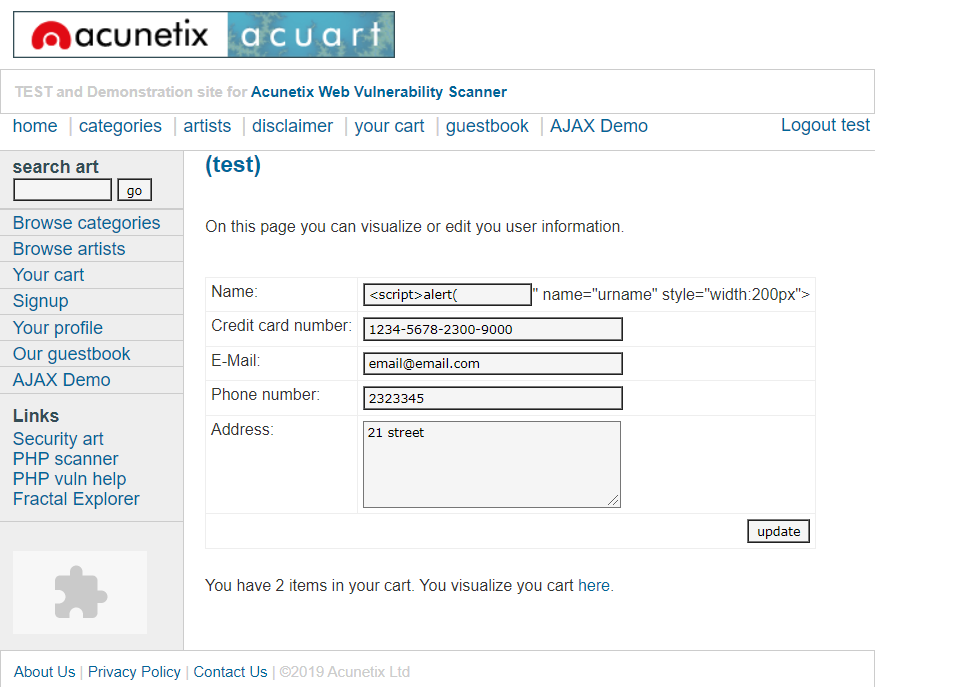 acunetix acuart
TEST and Demonstration site for Acunetix Web Vulnerability Scanner
home | categories | artists | disclaimer | your cart | guestbook | AJAX Demo Logout test
search art
go
Browse categories
Browse artists
Your cart
Signup
Your profile
Our guestbook
AJAX Demo
Links
Security art
PHP scanner
PHP vuln help
Fractal Explorer
(test)
On this page you can visualize or edit you user information.
Name: <script>alert( " name="urname" style="width:200px">
Credit card number: 1234-5678-2300-9000
E-Mail: email@email.com
Phone number: 2323345
Address: 21 street
update
You have 2 items in your cart. You visualize you cart here.
About Us | Privacy Policy | Contact Us | ©2019 Acunetix Ltd